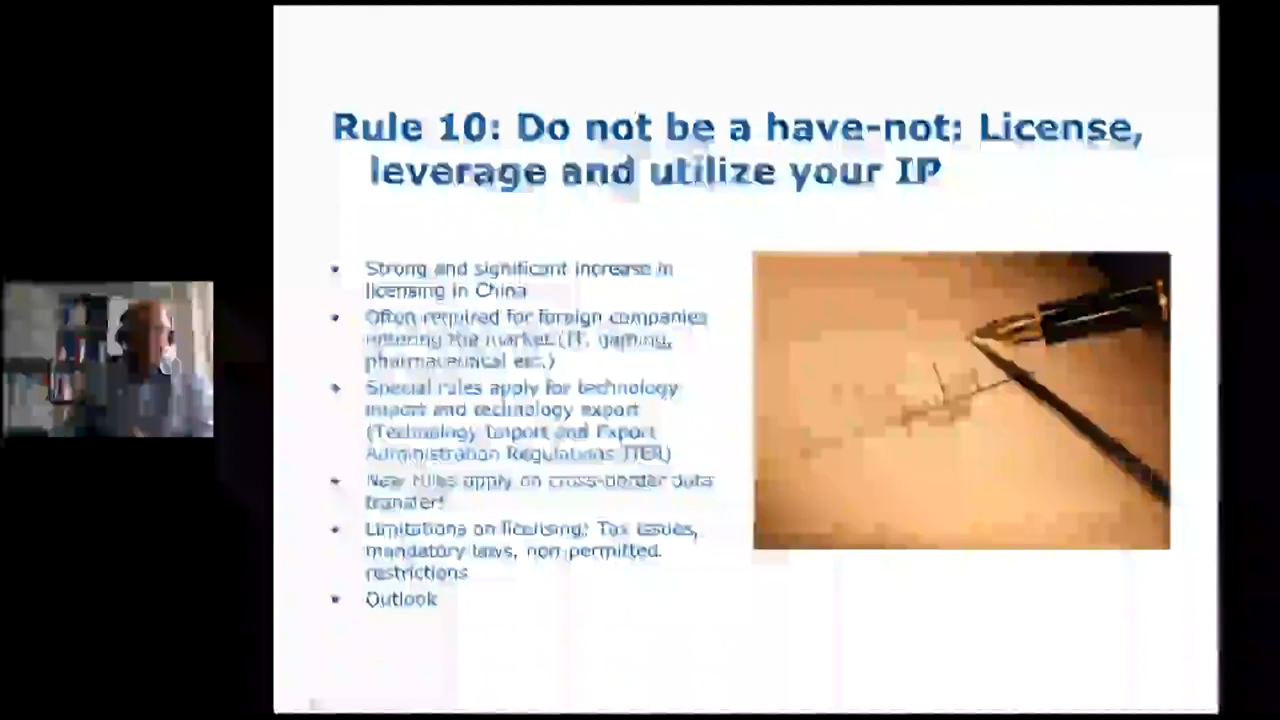 Rule 10: Do not be a have-not: License,
leverage and utilize your IP
• Strong and significant increase in
licensing in China
• Often required for foreign companies
entering the market (IT, gaming,
pharmaceutical etc.)
• Special rules apply for technology
import and technology export
(Technology Import and Export
Administration Regulations (TER)
• New rules apply on cross-border data
transfer!
• Limitations on licensing: Tax issues,
mandatory laws, non permitted
restrictions
• Outlook